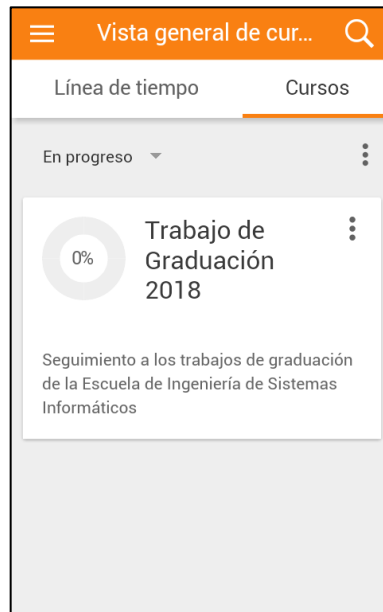 Vista general de cur...
Línea de tiempo
Cursos
En progreso
0%
Trabajo de
Graduación
2018
Seguimiento a los trabajos de graduación
de la Escuela de Ingeniería de Sistemas
Informáticos